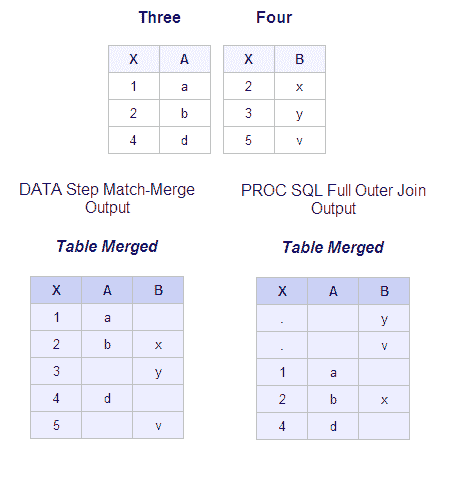 Three Four
X A X B
1 a 2 x
2 b 3 y
4 d 5 v
DATA Step Match-Merge
Output
PROC SQL Full Outer Join
Output
Table Merged
X A B
1 a
2 b x
3 y
4 d
5 v
Table Merged
X A B
. y
. v
1 a
2 b x
4 d